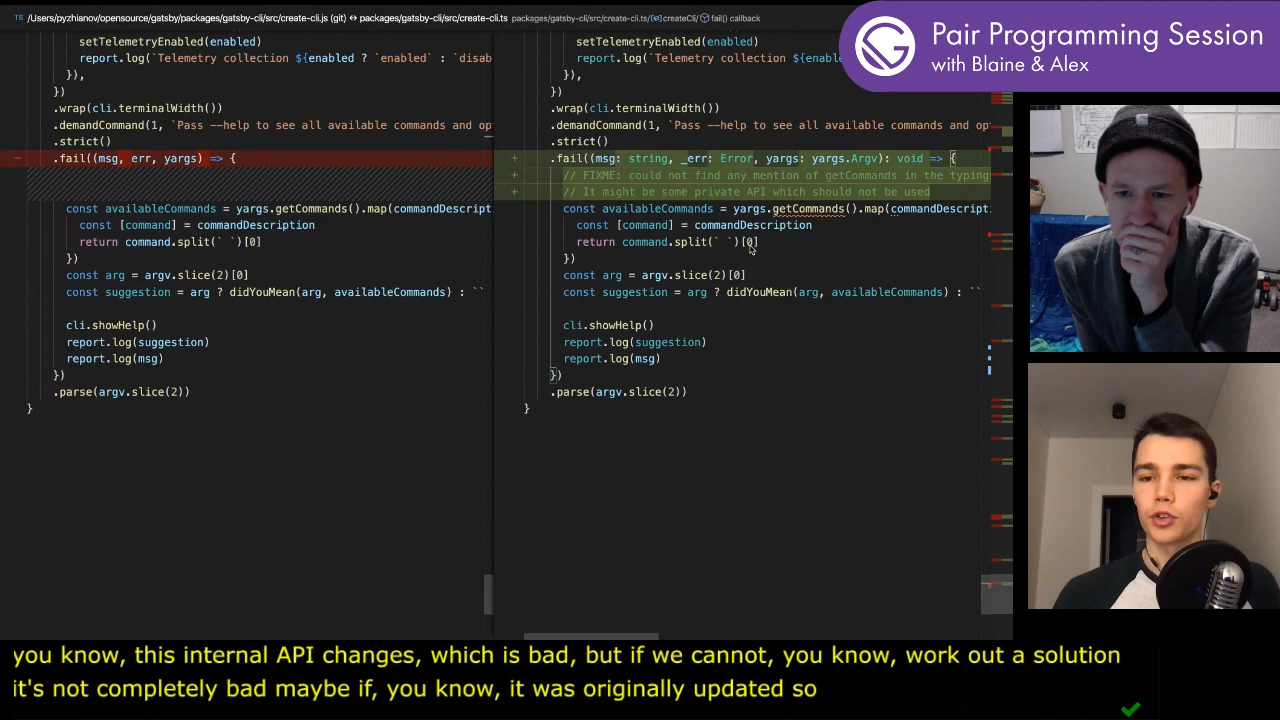 TS /Users/pyzhianov/opensource/gatsby/packages/gatsby-cli/src/create-cli.js (git) ↔ packages/gatsby-cli/src/create-cli.ts packages/gatsby-cli/src/create-cli.ts/createCli/fail() callback
Pair Programming Session
with Blaine & Alex
setTelemetryEnabled(enabled)
report.log(`Telemetry collection ${enabled ? `enabled` : `disab
}),
})
.wrap(cli.terminalWidth())
.demandCommand(1, `Pass --help to see all available commands and op
.strict()
- .fail((msg, err, yargs) => {
const availableCommands = yargs.getCommands().map(commandDescript
const [command] = commandDescription
return command.split(` `)[0]
})
const arg = argv.slice(2)[0]
const suggestion = arg ? didYouMean(arg, availableCommands) : ``
cli.showHelp()
report.log(suggestion)
report.log(msg)
})
.parse(argv.slice(2))
}
setTelemetryEnabled(enabled)
report.log(`Telemetry collection ${enable
}),
})
.wrap(cli.terminalWidth())
.demandCommand(1, `Pass --help to see all available commands and op
.strict()
+ .fail((msg: string, _err: Error, yargs: yargs.Argv): void => {
+ // FIXME: could not find any mention of getCommands in the typing
+ // It might be some private API which should not be used
const availableCommands = yargs.getCommands().map(commandDescript
const [command] = commandDescription
return command.split(` `)[0]
})
const arg = argv.slice(2)[0]
const suggestion = arg ? didYouMean(arg, availableCommands) : ``
cli.showHelp()
report.log(suggestion)
report.log(msg)
})
.parse(argv.slice(2))
}
you know, this internal API changes, which is bad, but if we cannot, you know, work out a solution
it's not completely bad maybe if, you know, it was originally updated so